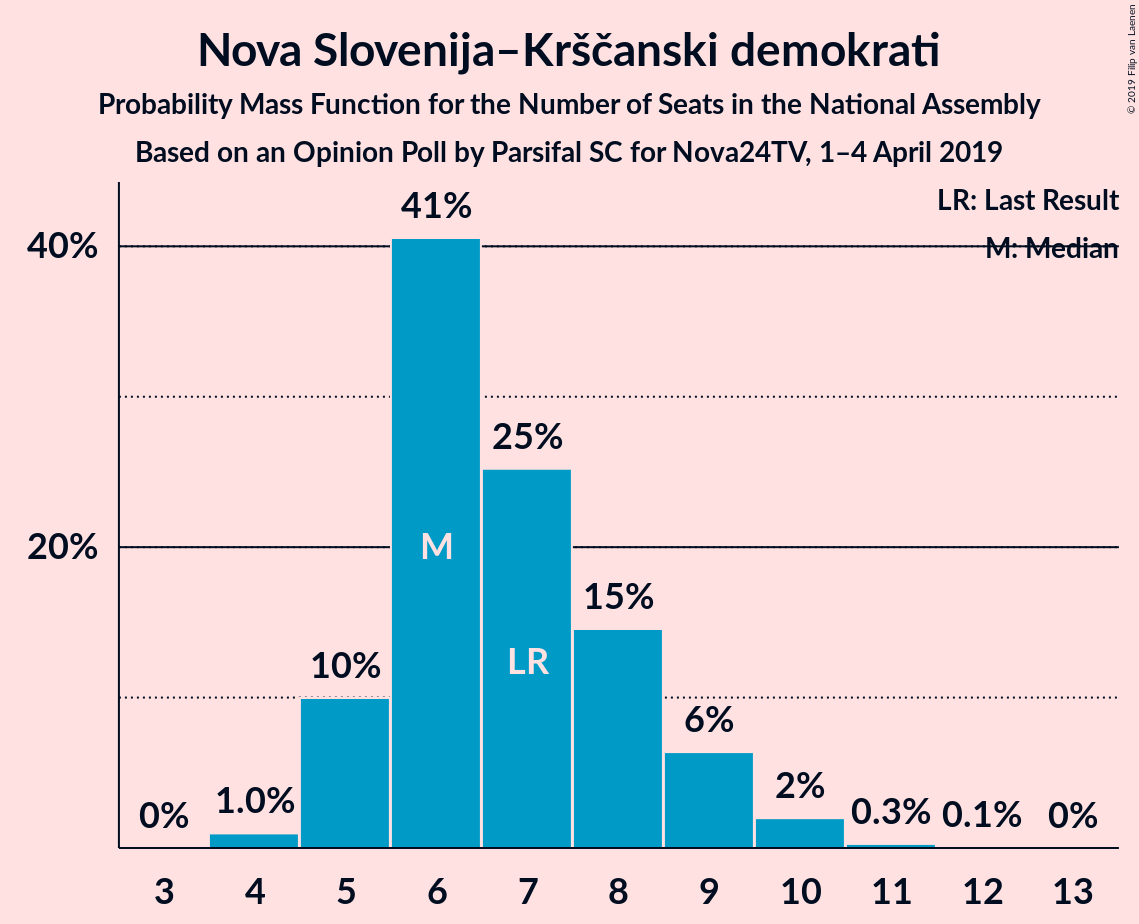 Nova Slovenija–Krščanski demokrati
Probability Mass Function for the Number of Seats in the National Assembly
Based on an Opinion Poll by Parsifal SC for Nova24TV, 1–4 April 2019
© 2019 Filip van Laenen
LR: Last Result
M: Median
40%
20%
0%
1.0%
10%
41%
25%
15%
6%
2%
0.3%
0.1%
0%
M
LR
3 4 5 6 7 8 9 10 11 12 13